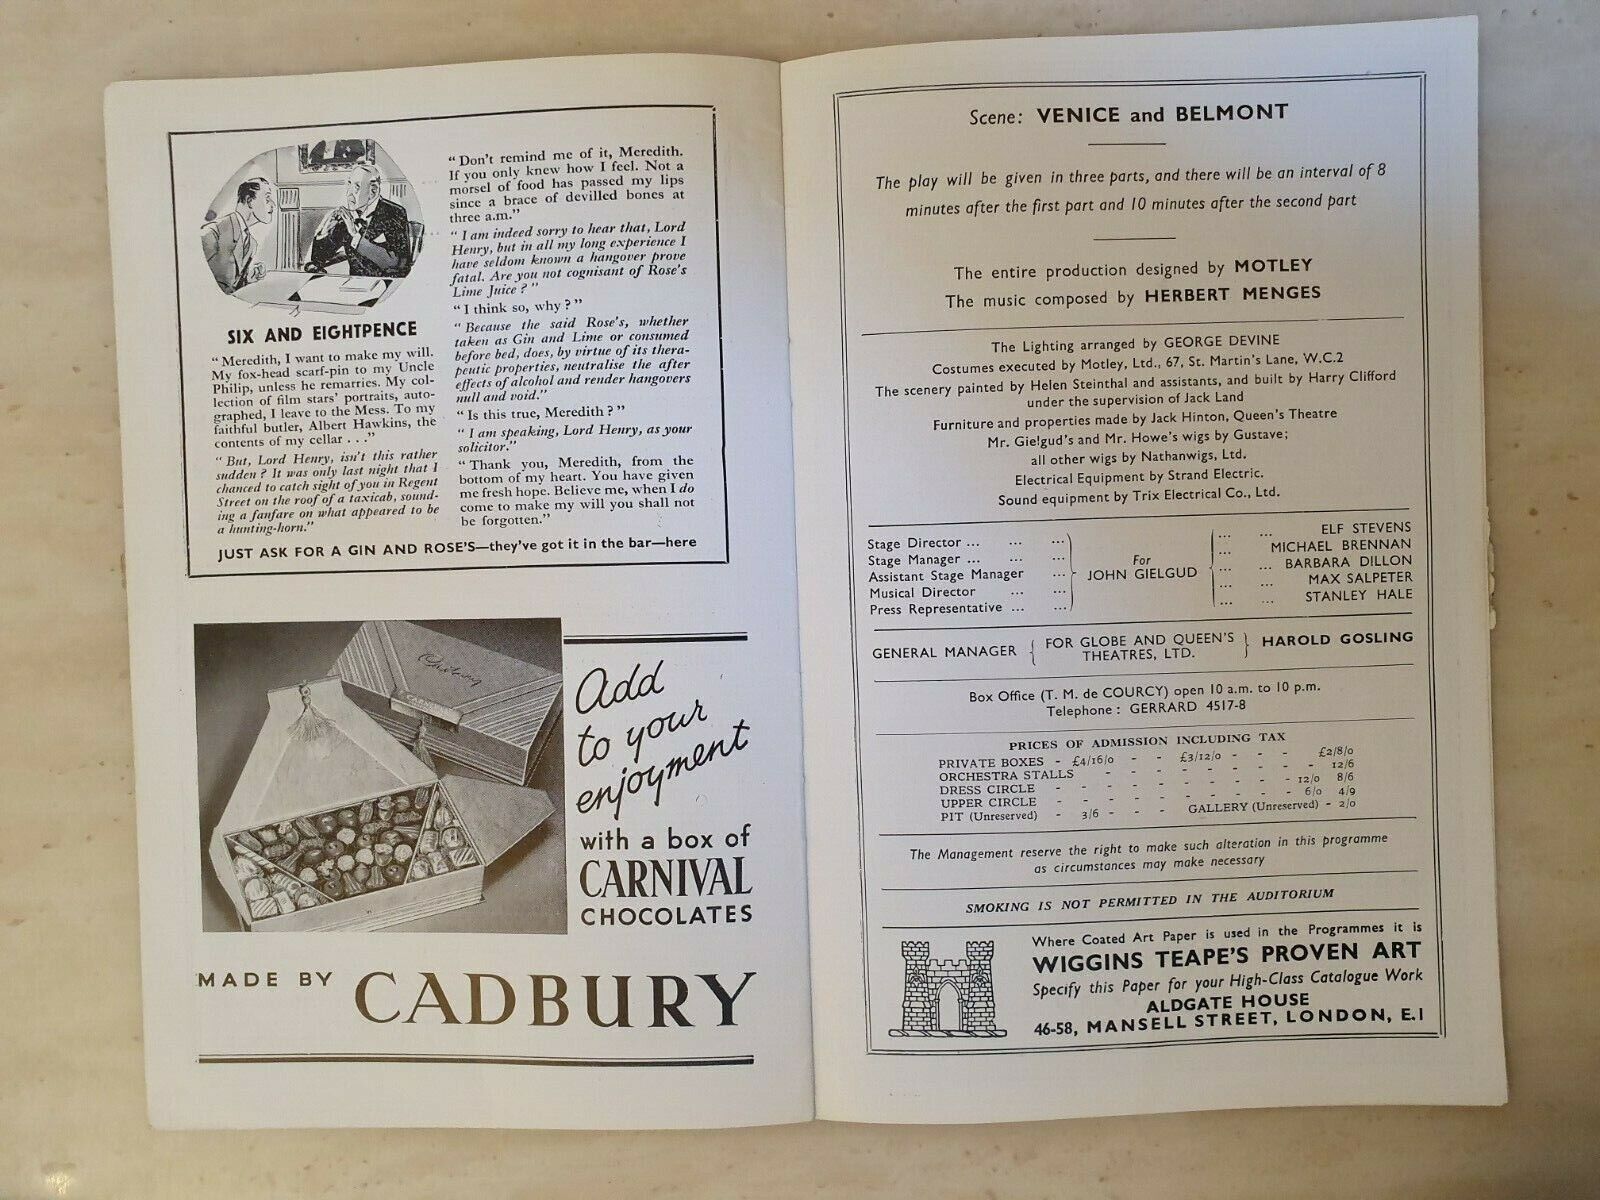 SIX AND EIGHTPENCE
“Meredith, I want to make my will.
My fox-head scarf-pin to my Uncle
Philip, unless he remarries. My col-
lection of film stars' portraits, auto-
graphed, I leave to the Mess. To my
faithful butler, Albert Hawkins, the
contents of my cellar . . .”
“But, Lord Henry, isn't this rather
sudden? It was only last night that I
chanced to catch sight of you in Regent
Street on the roof of a taxicab, sound-
ing a fanfare on what appeared to be
a hunting-horn.”
“Don't remind me of it, Meredith.
If you only knew how I feel. Not a
morsel of food has passed my lips
since a brace of devilled bones at
three a.m.”
“I am indeed sorry to hear that, Lord
Henry, but in all my long experience I
have seldom known a hangover prove
fatal. Are you not cognisant of Rose's
Lime Juice?”
“I think so, why?”
“Because the said Rose's, whether
taken as Gin and Lime or consumed
before bed, does, by virtue of its thera-
peutic properties, neutralise the after
effects of alcohol and render hangovers
null and void.”
“Is this true, Meredith?”
“I am speaking, Lord Henry, as your
solicitor.”
“Thank you, Meredith, from the
bottom of my heart. You have given
me fresh hope. Believe me, when I do
come to make my will you shall not
be forgotten.”
JUST ASK FOR A GIN AND ROSE'S—they've got it in the bar—here
Add
to your
enjoyment
with a box of
CARNIVAL
CHOCOLATES
MADE BY CADBURY
Scene: VENICE and BELMONT
The play will be given in three parts, and there will be an interval of 8
minutes after the first part and 10 minutes after the second part
The entire production designed by MOTLEY
The music composed by HERBERT MENGES
The Lighting arranged by GEORGE DEVINE
Costumes executed by Motley, Ltd., 67, St. Martin's Lane, W.C.2
The scenery painted by Helen Steinthal and assistants, and built by Harry Clifford
under the supervision of Jack Land
Furniture and properties made by Jack Hinton, Queen's Theatre
Mr. Gielgud's and Mr. Howe's wigs by Gustave;
all other wigs by Nathanwigs, Ltd.
Electrical Equipment by Strand Electric.
Sound equipment by Trix Electrical Co., Ltd.
Stage Director ... ... ... ... ... ELF STEVENS
Stage Manager ... ... ... ... MICHAEL BRENNAN
Assistant Stage Manager ... For JOHN GIELGUD ... ... BARBARA DILLON
Musical Director ... ... ... ... MAX SALPETER
Press Representative ... ... ... ... STANLEY HALE
GENERAL MANAGER { FOR GLOBE AND QUEEN'S THEATRES, LTD. } HAROLD GOSLING
Box Office (T. M. de COURCY) open 10 a.m. to 10 p.m.
Telephone : GERRARD 4517-8
PRICES OF ADMISSION INCLUDING TAX
PRIVATE BOXES - £4/16/0 - - £3/12/0 - - - £2/8/0
ORCHESTRA STALLS - - - - - - - - 12/6
DRESS CIRCLE - - - - - - - - 12/0 8/6
UPPER CIRCLE - - - - - - - - 6/0 4/9
PIT (Unreserved) - 3/6 - - - GALLERY (Unreserved) - 2/0
The Management reserve the right to make such alteration in this programme
as circumstances may make necessary
SMOKING IS NOT PERMITTED IN THE AUDITORIUM
Where Coated Art Paper is used in the Programmes it is
WIGGINS TEAPE'S PROVEN ART
Specify this Paper for your High-Class Catalogue Work
ALDGATE HOUSE
46-58, MANSELL STREET, LONDON, E.1